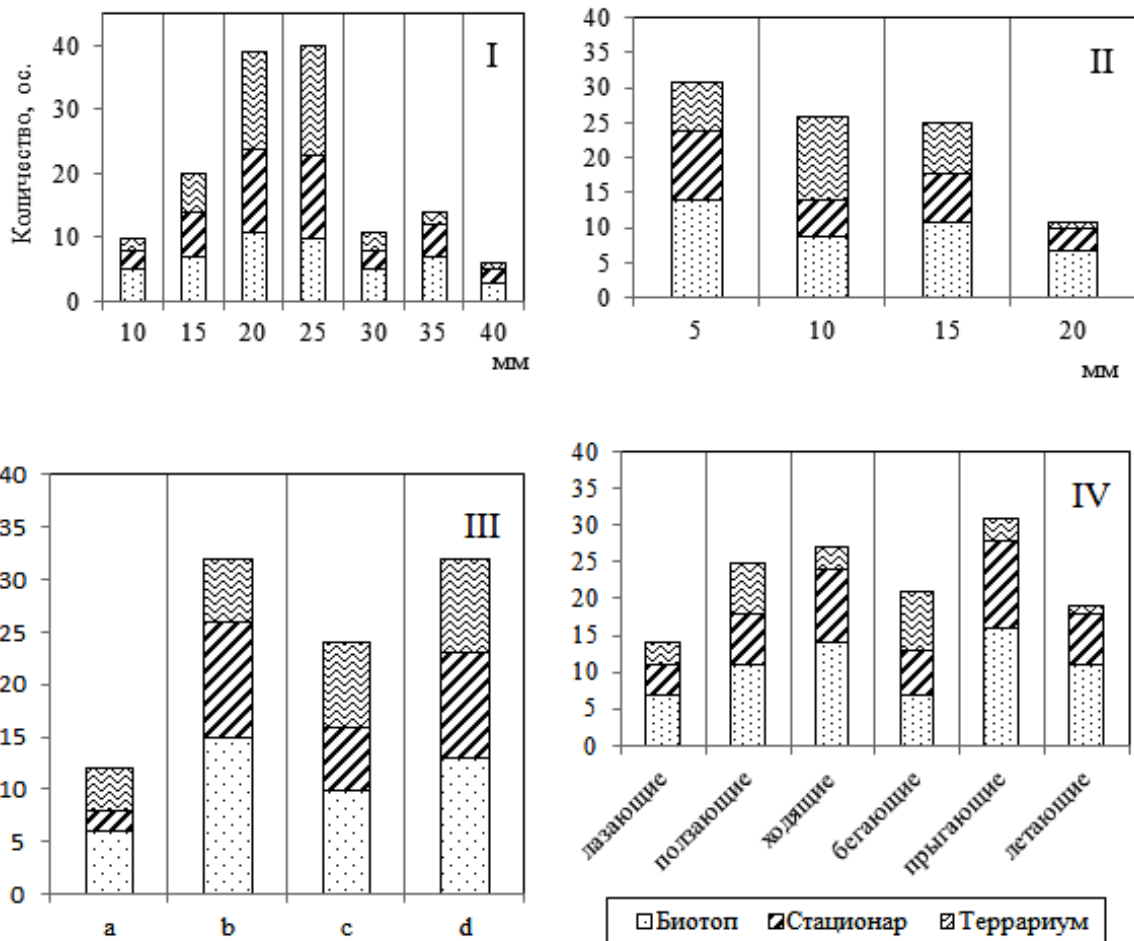 Количество, ос.
40
30
20
10
0
I
10 15 20 25 30 35 40
мм
40
35
30
25
20
15
10
5
0
II
5 10 15 20
мм
40
35
30
25
20
15
10
5
0
III
a b c d
40
35
30
25
20
15
10
5
0
IV
лазающие
ползающие
ходящие
бегающие
прыгающие
летающие
Биотоп Стационар Террариум